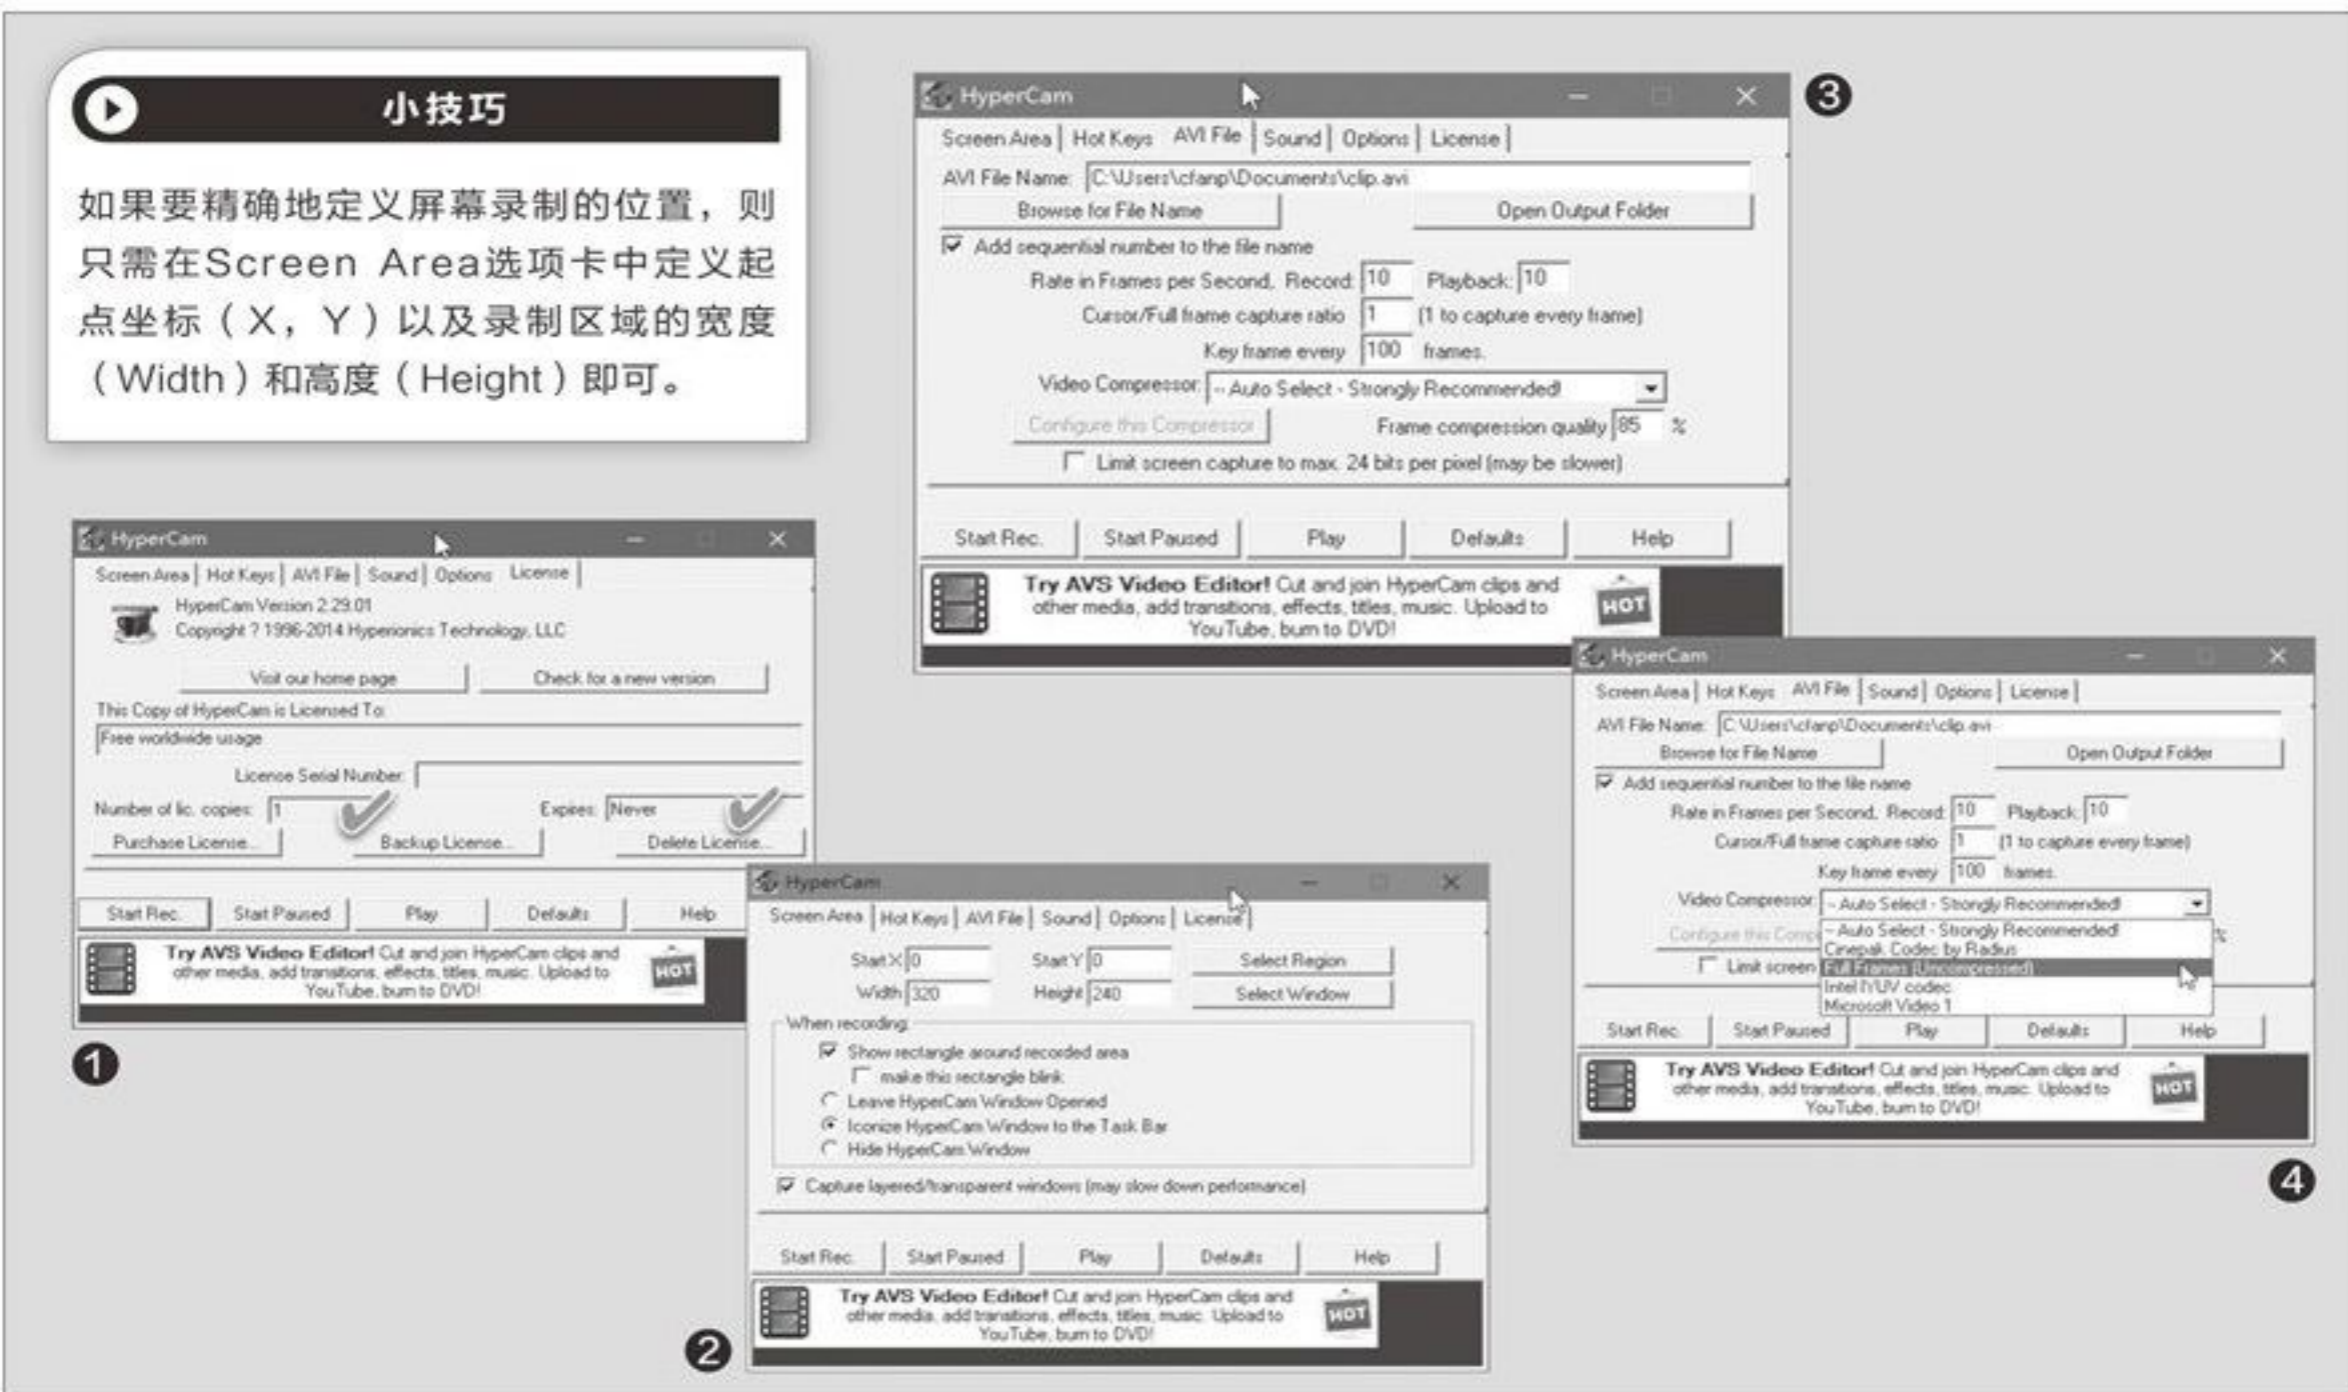 小技巧
如果要精确地定义屏幕录制的位置，则
只需在Screen Area选项卡中定义起
点坐标（X，Y）以及录制区域的宽度
（Width）和高度（Height）即可。
HyperCam
Screen Area Hot Keys AVI File Sound Options License
HyperCam Version 2.29.01
Copyright ? 1996-2014 Hyperionics Technology, LLC
Visit our home page Check for a new version
This Copy of HyperCam is Licensed To:
Free worldwide usage
License Serial Number:
Number of lic. copies: 1 Expires: Never
Purchase License... Backup License... Delete License...
Start Rec. Start Paused Play Defaults Help
Try AVS Video Editor! Cut and join HyperCam clips and
other media, add transitions, effects, titles, music. Upload to
YouTube, burn to DVD!
HOT
1
HyperCam
Screen Area Hot Keys AVI File Sound Options License
Start X 0 Start Y 0 Select Region
Width 320 Height 240 Select Window
When recording:
Show rectangle around recorded area
make this rectangle blink
Leave HyperCam Window Opened
Iconize HyperCam Window to the Task Bar
Hide HyperCam Window
Capture layered/transparent windows (may slow down performance)
Start Rec. Start Paused Play Defaults Help
Try AVS Video Editor! Cut and join HyperCam clips and
other media, add transitions, effects, titles, music. Upload to
YouTube, burn to DVD!
HOT
2
HyperCam
3
Screen Area Hot Keys AVI File Sound Options License
AVI File Name: C:\Users\cfanp\Documents\clip.avi
Browse for File Name Open Output Folder
Add sequential number to the file name
Rate in Frames per Second, Record: 10 Playback: 10
Cursor/Full frame capture ratio 1 (1 to capture every frame)
Key frame every 100 frames.
Video Compressor: -- Auto Select - Strongly Recommended!
Configure this Compressor Frame compression quality 85 %
Limit screen capture to max. 24 bits per pixel (may be slower)
Start Rec. Start Paused Play Defaults Help
Try AVS Video Editor! Cut and join HyperCam clips and
other media, add transitions, effects, titles, music. Upload to
YouTube, burn to DVD!
HOT
HyperCam
Screen Area Hot Keys AVI File Sound Options License
AVI File Name: C:\Users\cfanp\Documents\clip.avi
Browse for File Name Open Output Folder
Add sequential number to the file name
Rate in Frames per Second, Record: 10 Playback: 10
Cursor/Full frame capture ratio 1 (1 to capture every frame)
Key frame every 100 frames.
Video Compressor: -- Auto Select - Strongly Recommended!
-- Auto Select - Strongly Recommended!
Configure this Comp %
Cinepak Codec by Radius
Limit screen Full Frames (Uncompressed)
Intel IYUV codec
Microsoft Video 1
Start Rec. Start Paused Play Defaults Help
Try AVS Video Editor! Cut and join HyperCam clips and
other media, add transitions, effects, titles, music. Upload to
YouTube, burn to DVD!
HOT
4